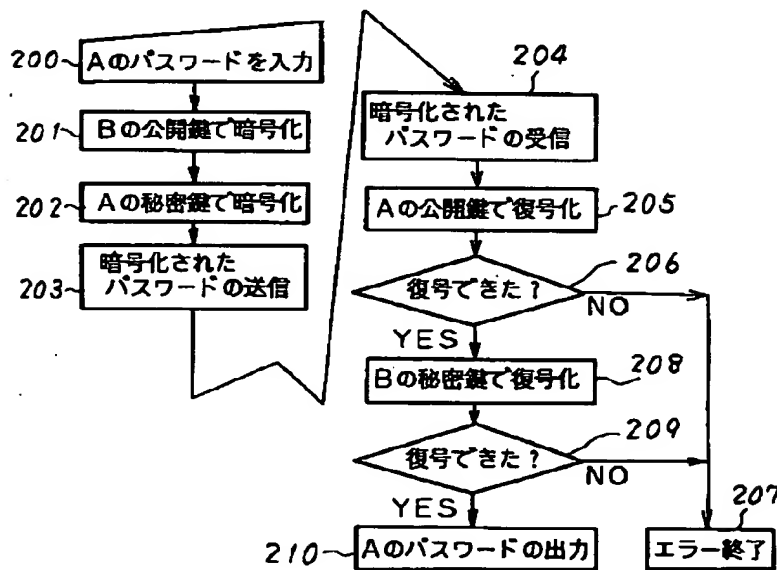 200
Aのパスワードを入力
201
Bの公開鍵で暗号化
202
Aの秘密鍵で暗号化
203
暗号化された
パスワードの送信
204
暗号化された
パスワードの受信
Aの公開鍵で復号化
205
206
復号できた?
NO
YES
Bの秘密鍵で復号化
208
209
復号できた?
NO
YES
207
210
Aのパスワードの出力
エラー終了